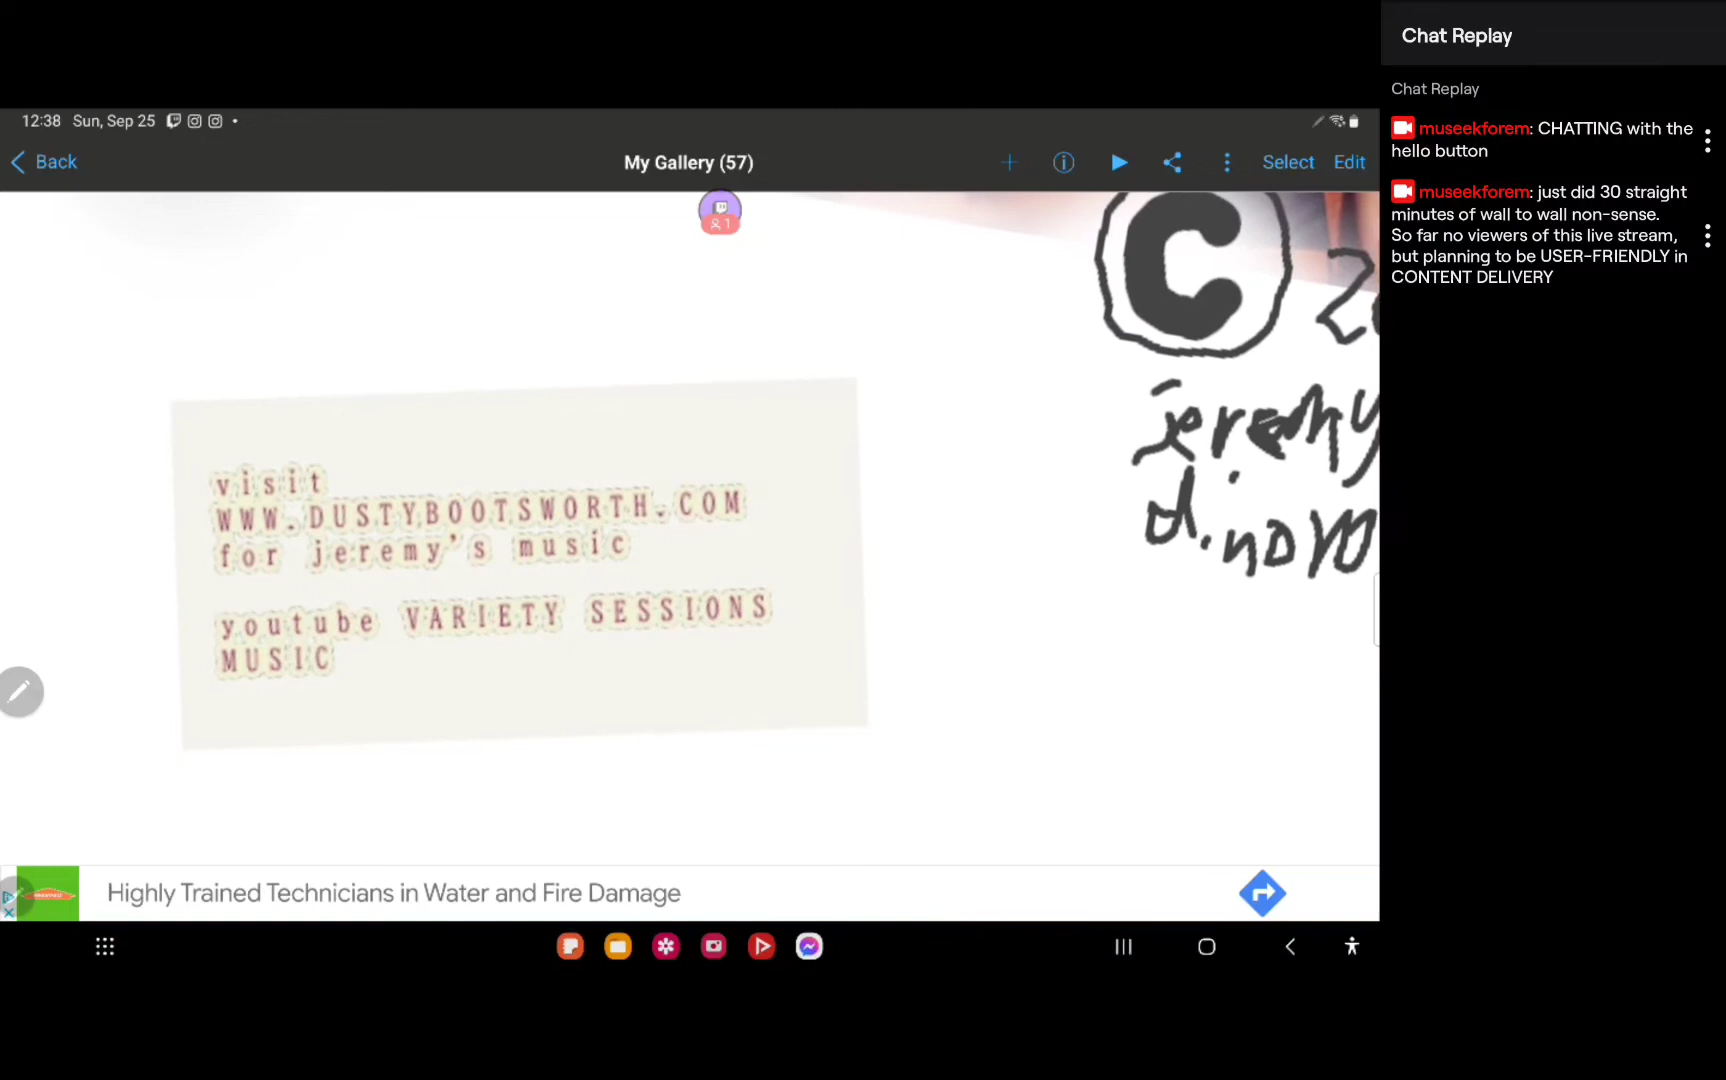 Chat Replay
Chat Replay
museekforem: CHATTING with the
hello button
museekforem: just did 30 straight
minutes of wall to wall non-sense.
So far no viewers of this live stream,
but planning to be USER-FRIENDLY in
CONTENT DELIVERY
12:38 Sun, Sep 25
Back
My Gallery (57)
Select
Edit
1
C
jeremy
d.
visit
WWW.DUSTYBOOTSWORTH.COM
for jeremy's music
youtube VARIETY SESSIONS
MUSIC
Highly Trained Technicians in Water and Fire Damage